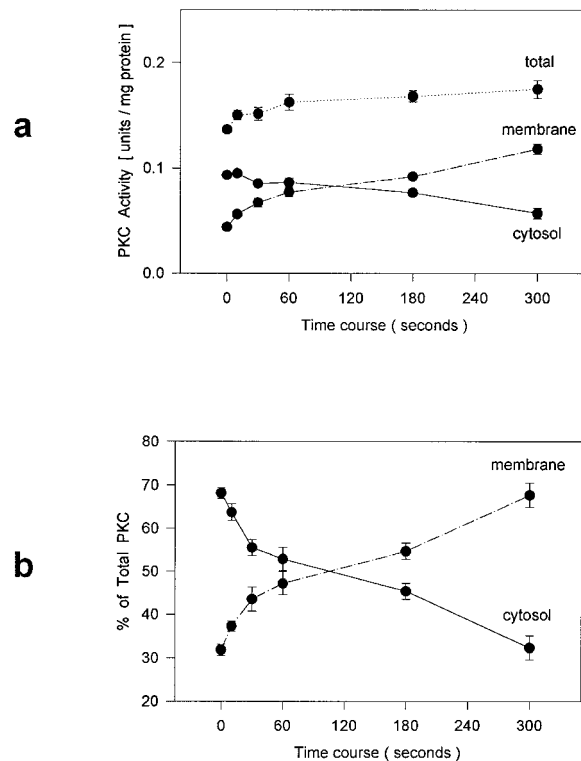 a
PKC Activity [ units / mg protein ]
0.2
0.1
0.0
total
membrane
cytosol
0 60 120 180 240 300
Time course ( seconds )
b
% of Total PKC
80
70
60
50
40
30
20
membrane
cytosol
0 60 120 180 240 300
Time course ( seconds )